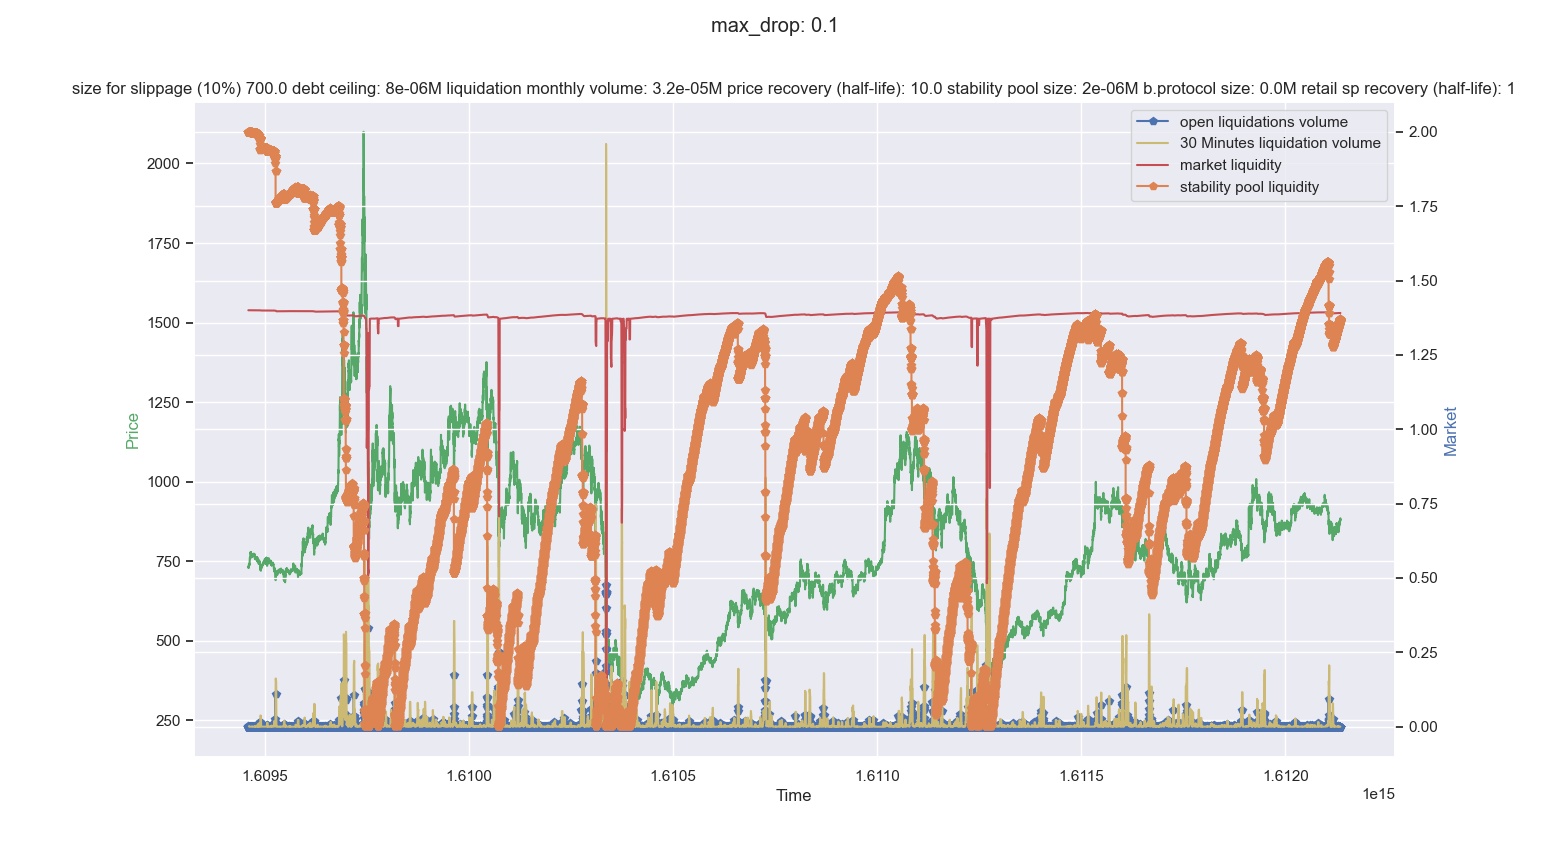 max_drop: 0.1
size for slippage (10%) 700.0 debt ceiling: 8e-06M liquidation monthly volume: 3.2e-05M price recovery (half-life): 10.0 stability pool size: 2e-06M b.protocol size: 0.0M retail sp recovery (half-life): 1
open liquidations volume
30 Minutes liquidation volume
market liquidity
stability pool liquidity
2000
1750
1500
1250
1000
750
500
250
Price
2.00
1.75
1.50
1.25
1.00
0.75
0.50
0.25
0.00
Market
1.6095 1.6100 1.6105 1.6110 1.6115 1.6120
Time
1e15